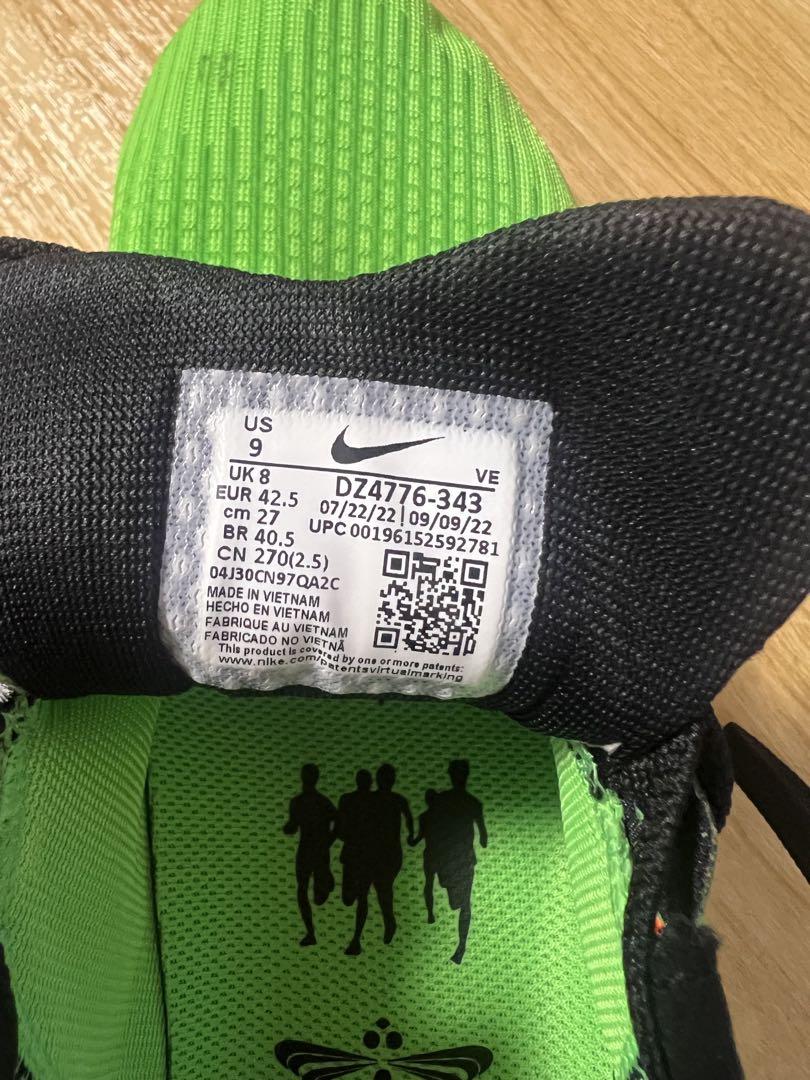 US
9
VE
UK 8
DZ4776-343
EUR 42.5
07/22/22 | 09/09/22
cm 27
UPC 00196152592781
BR 40.5
CN 270(2.5)
04J30CN97QA2C
MADE IN VIETNAM
HECHO EN VIETNAM
FABRIQUE AU VIETNAM
FABRICADO NO VIETNÃ
This product is covered by one or more patents:
www.nike.com/patentsvirtualmarking